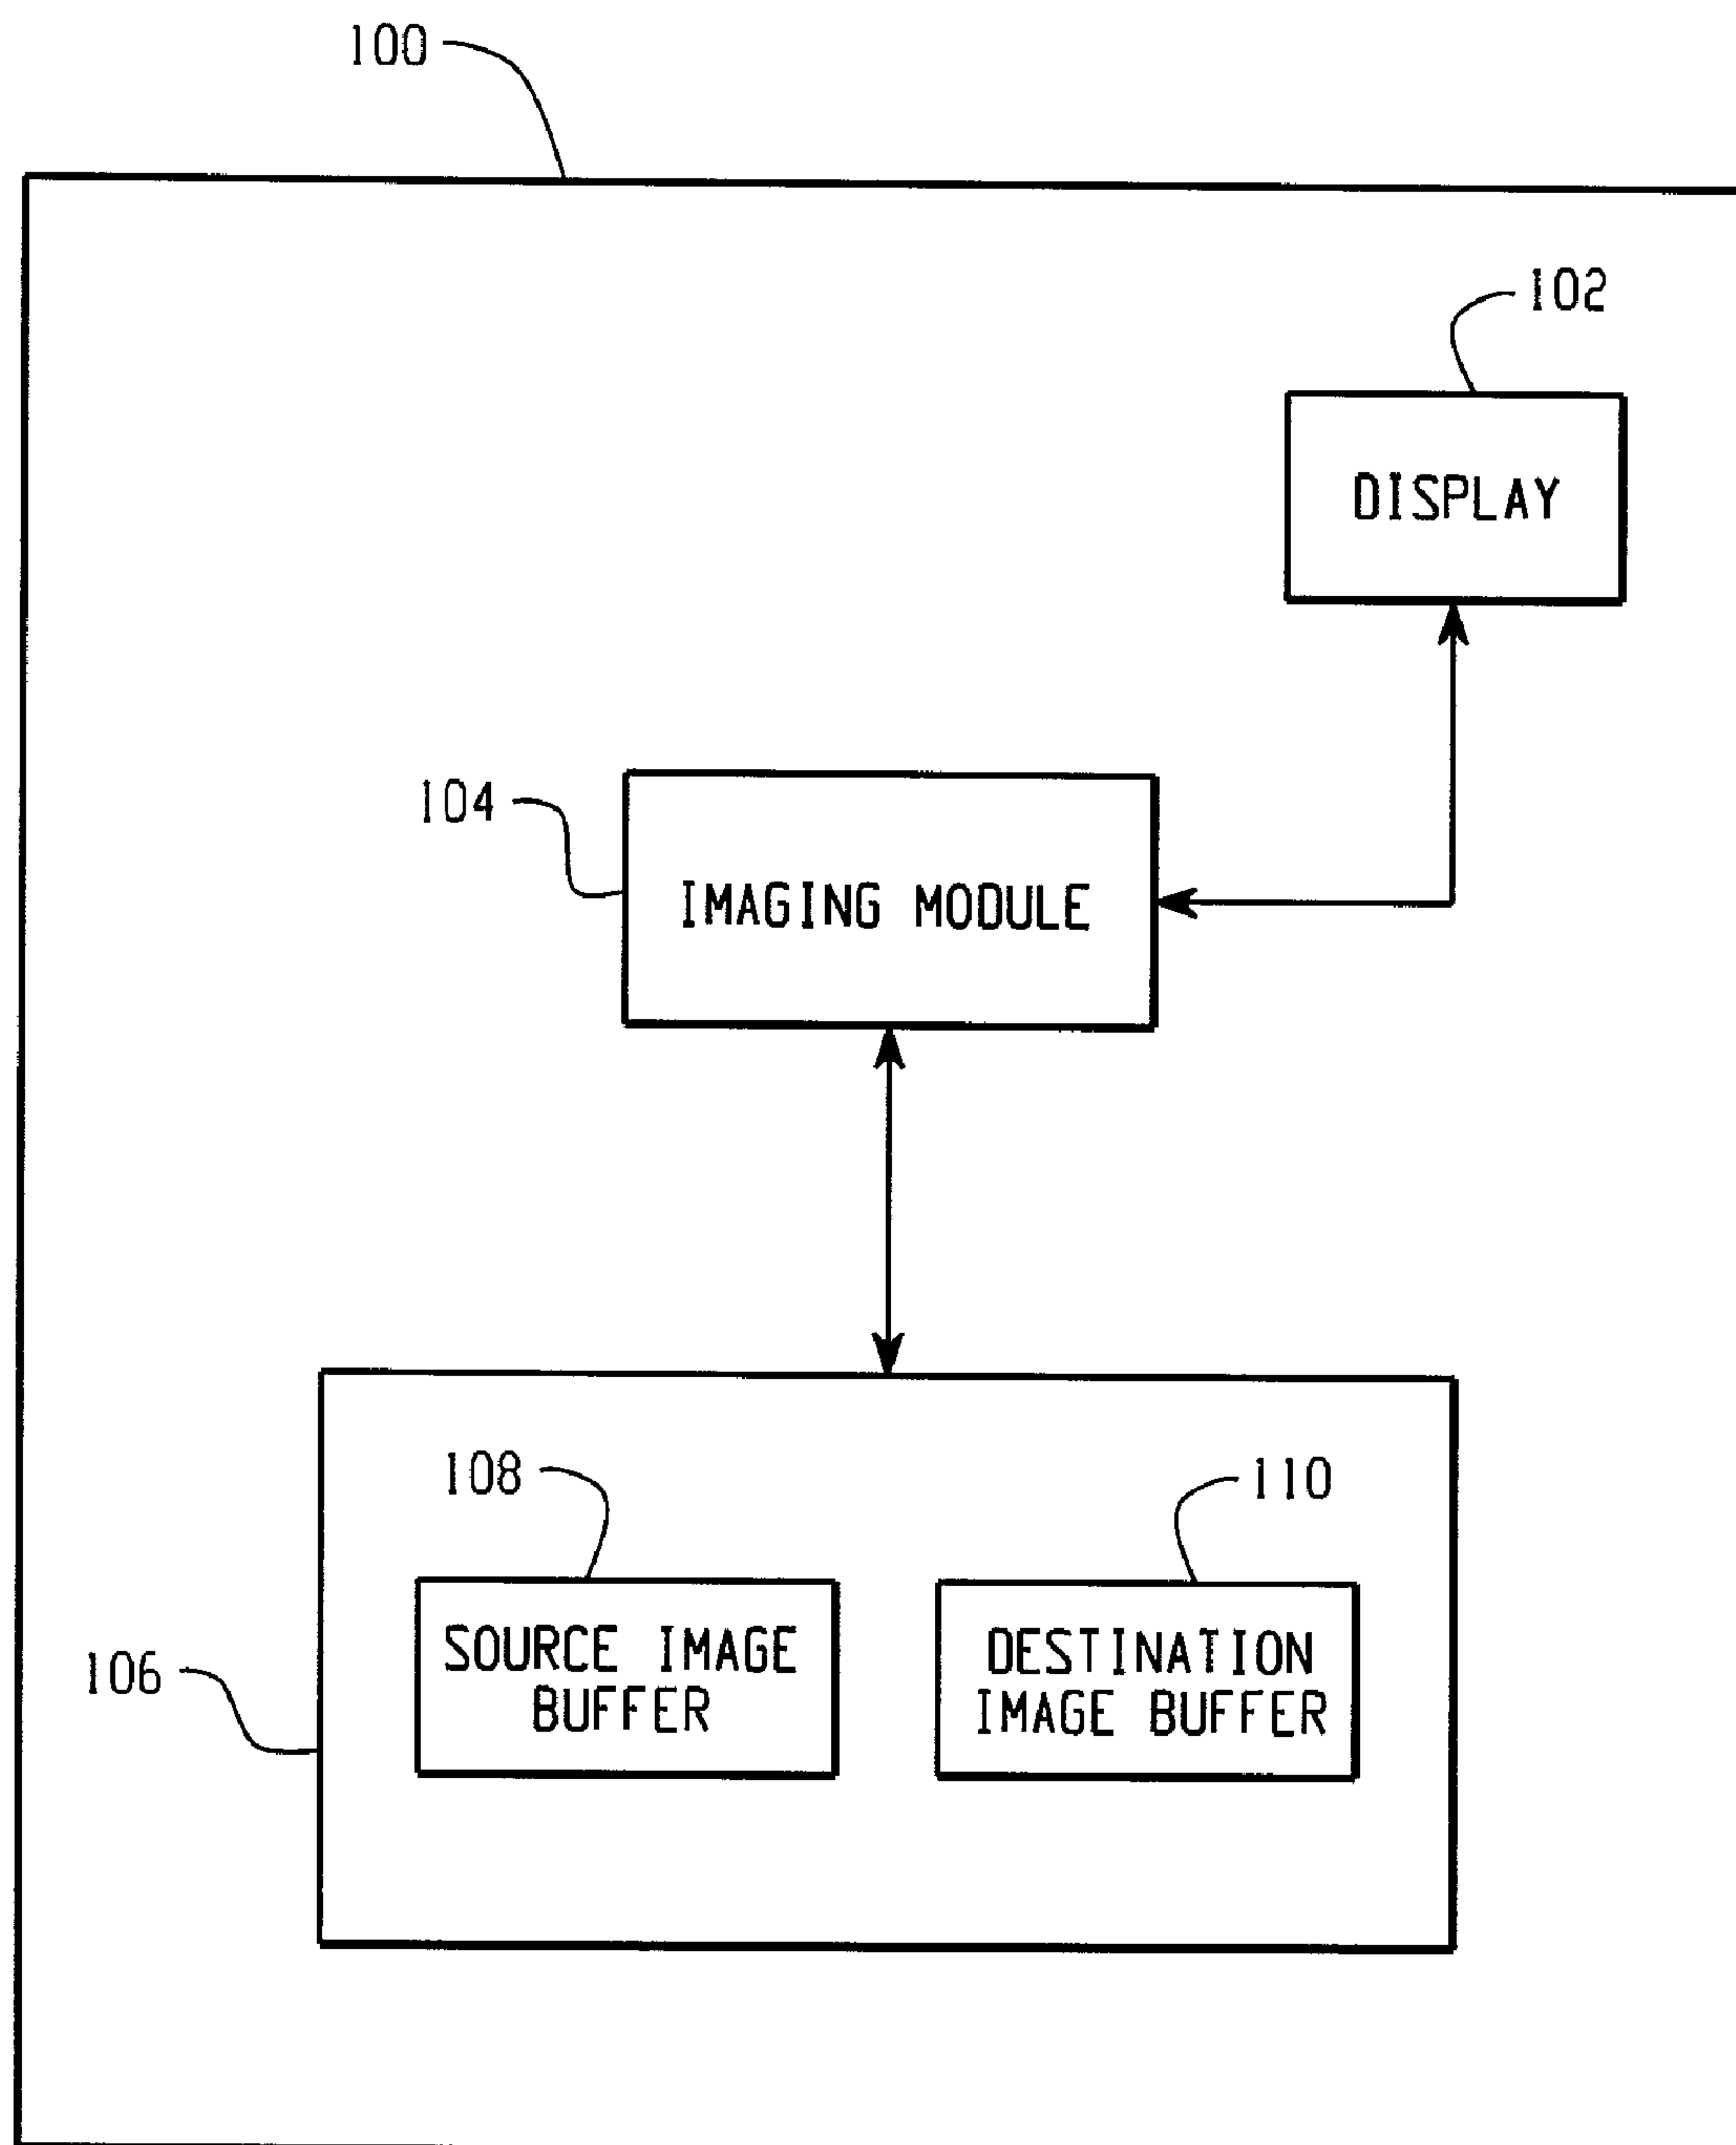 100
102
DISPLAY
104
IMAGING MODULE
108
110
SOURCE IMAGE
BUFFER
DESTINATION
IMAGE BUFFER
106